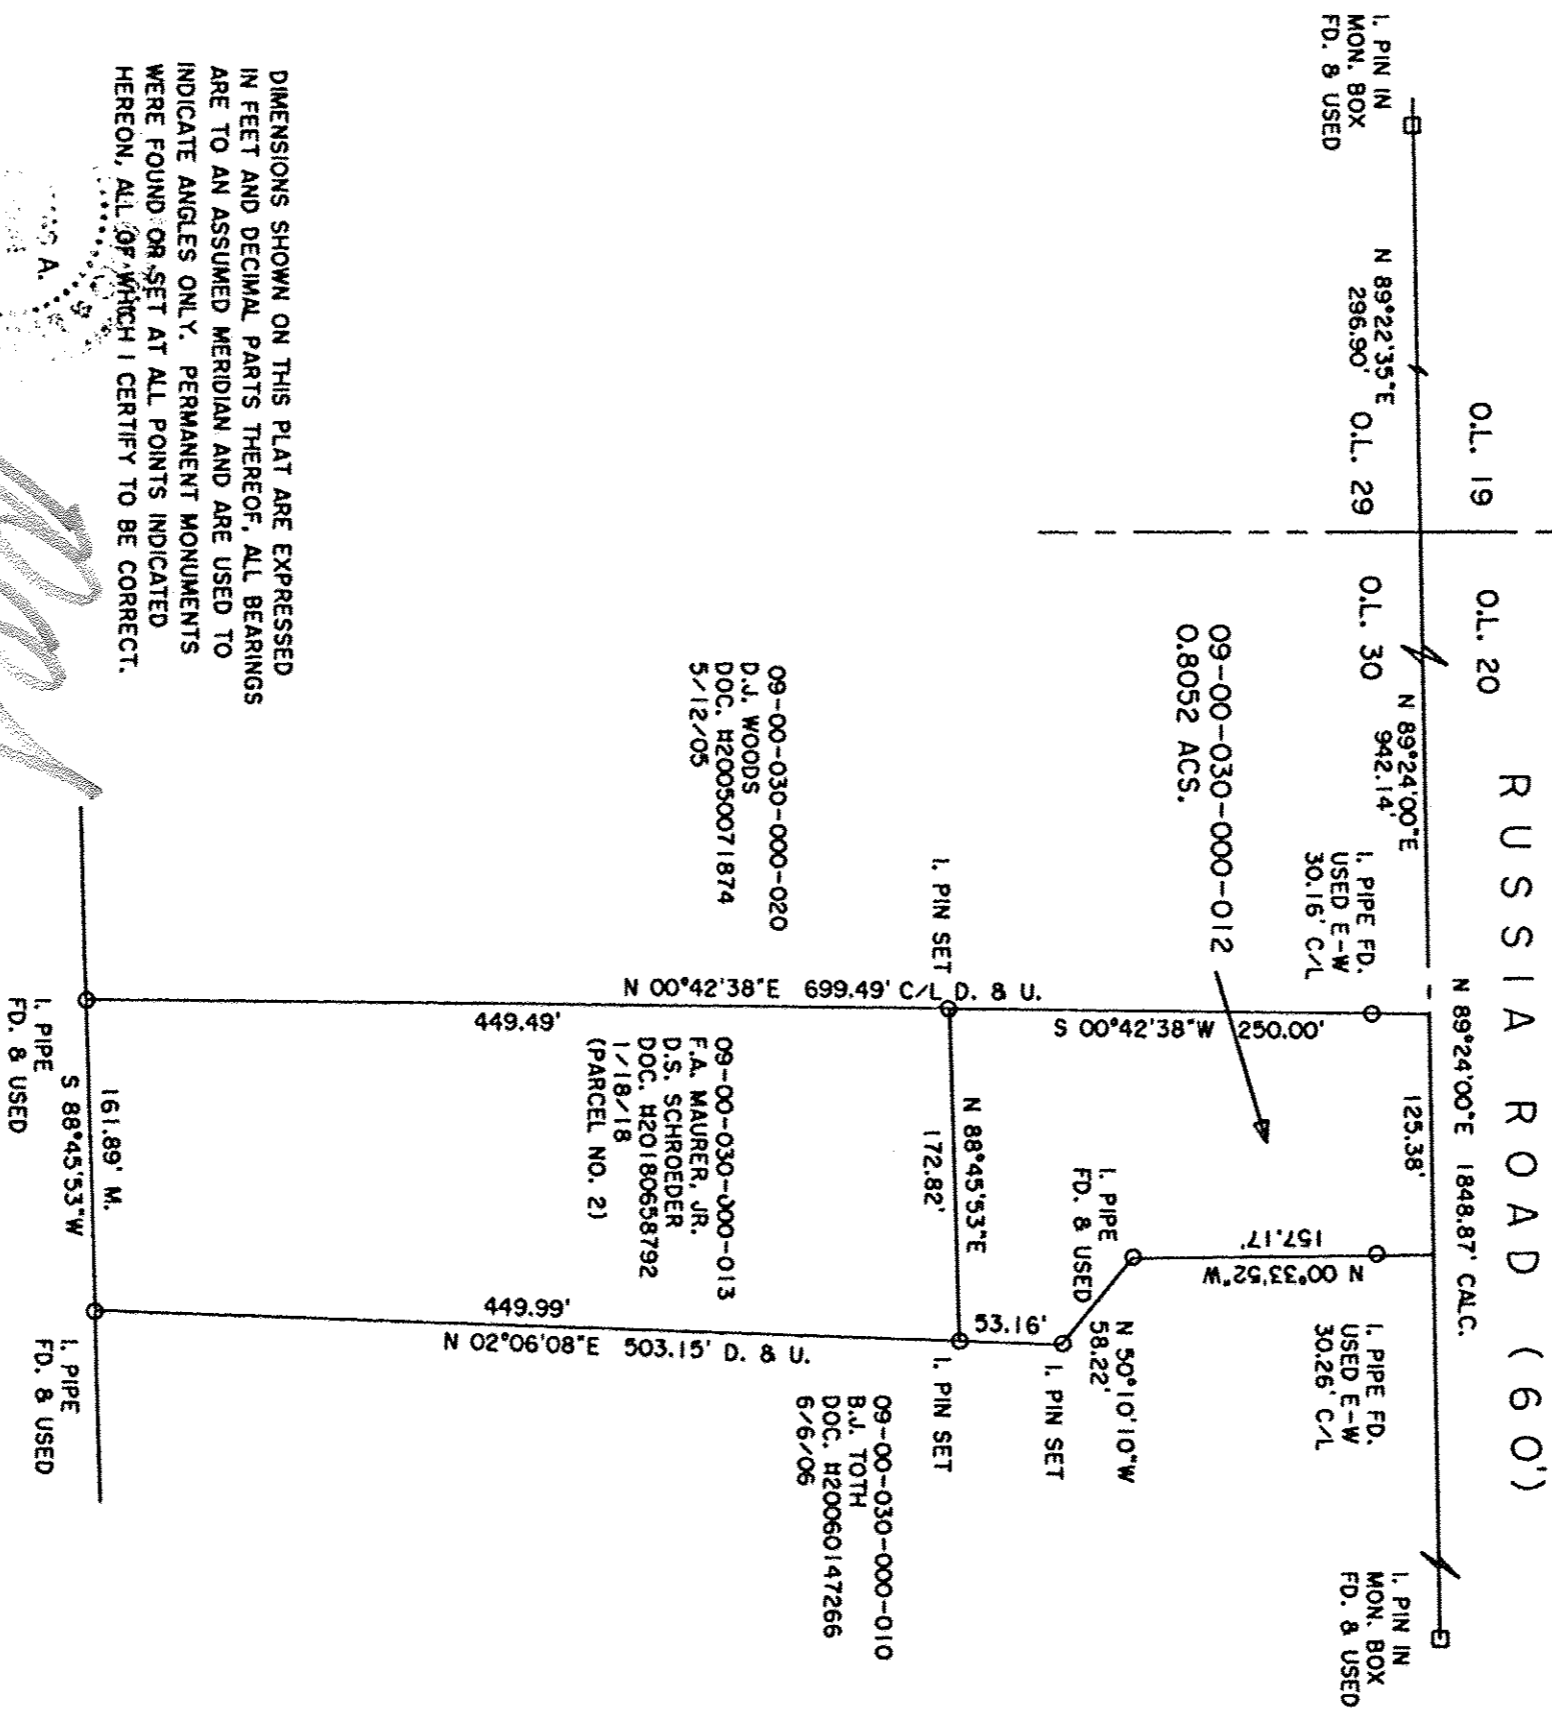 RUSSIA ROAD (60')
O.L. 19
O.L. 20
I. PIN IN
MON. BOX
FD. & USED
N 89°22'35"E
296.90'
O.L. 29
O.L. 30
N 89°24'00"E
942.14'
N 89°24'00"E 1848.87' CALC.
125.38'
I. PIN IN
MON. BOX
FD. & USED
I. PIPE FD.
USED E-W
30.16' C/L
I. PIPE FD.
USED E-W
30.26' C/L
09-00-030-000-012
0.8052 ACS.
S 00°42'38"W 250.00'
N 00°33'52"W
157.17'
I. PIPE
FD. & USED
N 50°10'10"W
58.22'
I. PIN SET
53.16'
I. PIN SET
N 88°45'53"E
172.82'
I. PIN SET
N 00°42'38"E 699.49' C/L D. & U.
449.49'
09-00-030-000-020
D.J. WOODS
DOC. #20050071874
5/12/05
09-00-030-000-013
F.A. MAURER, JR.
D.S. SCHROEDER
DOC. #20180658792
1/18/18
(PARCEL NO. 2)
09-00-030-000-010
B.J. TOTH
DOC. #20060147266
6/6/06
449.99'
N 02°06'08"E 503.15' D. & U.
161.89' M.
S 88°45'53"W
I. PIPE
FD. & USED
I. PIPE
FD. & USED
DIMENSIONS SHOWN ON THIS PLAT ARE EXPRESSED
IN FEET AND DECIMAL PARTS THEREOF, ALL BEARINGS
ARE TO AN ASSUMED MERIDIAN AND ARE USED TO
INDICATE ANGLES ONLY. PERMANENT MONUMENTS
WERE FOUND OR SET AT ALL POINTS INDICATED
HEREON, ALL OF WHICH I CERTIFY TO BE CORRECT.
A.